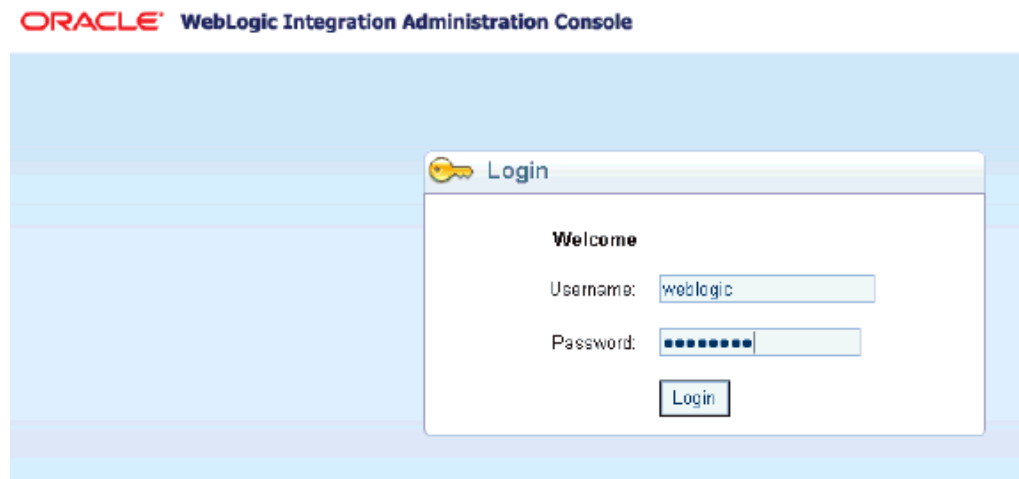 ORACLE WebLogic Integration Administration Console
Login
Welcome
Username: weblogic
Password: ••••••••
Login